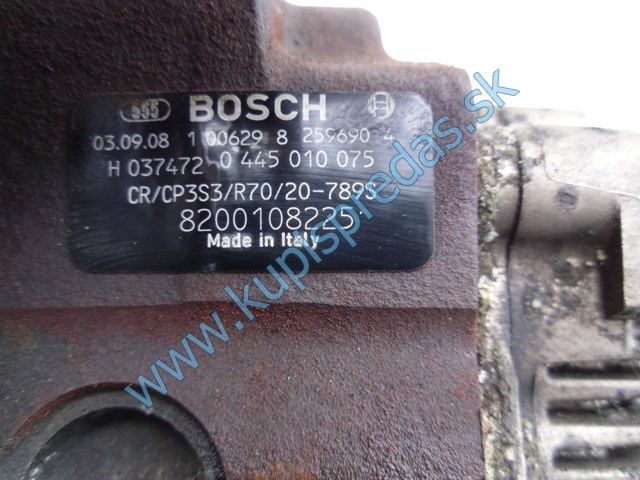 555 BOSCH
03.09.08 1 00629 8 259690 4
H 037472 0 445 010 075
CR/CP3S3/R70/20-789S
8200108225
Made in Italy
www.kupispredas.sk